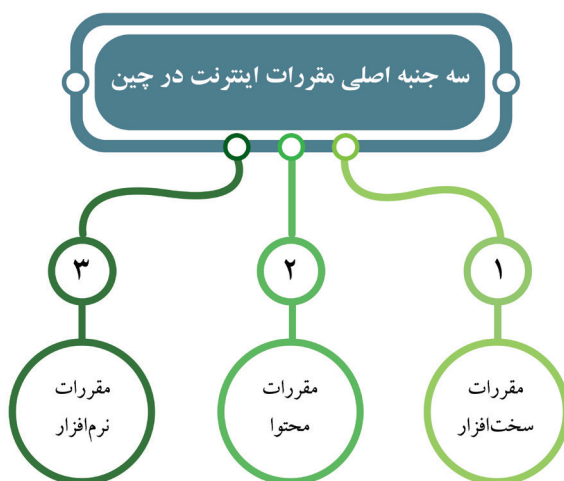 سه جنبه اصلی مقررات اینترنت در چین
۱
۲
۳
مقررات
سخت‌افزار
مقررات
محتوا
مقررات
نرم‌افزار